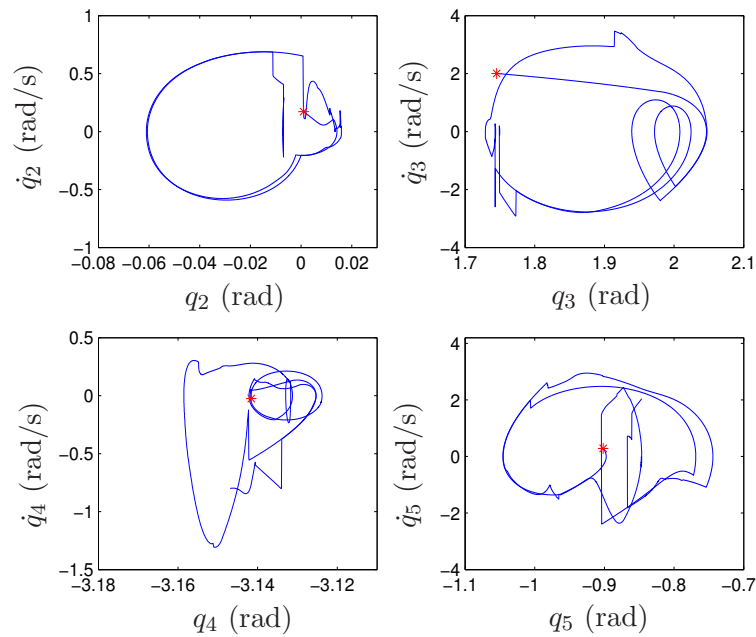 1
0.5
0
−0.5
−1
−0.08 −0.06 −0.04 −0.02 0 0.02
q̇2 (rad/s)
q2 (rad)
4
2
0
−2
−4
1.7 1.8 1.9 2 2.1
q̇3 (rad/s)
q3 (rad)
0.5
0
−0.5
−1
−1.5
−3.18 −3.16 −3.14 −3.12
q̇4 (rad/s)
q4 (rad)
4
2
0
−2
−4
−1.1 −1 −0.9 −0.8 −0.7
q̇5 (rad/s)
q5 (rad)